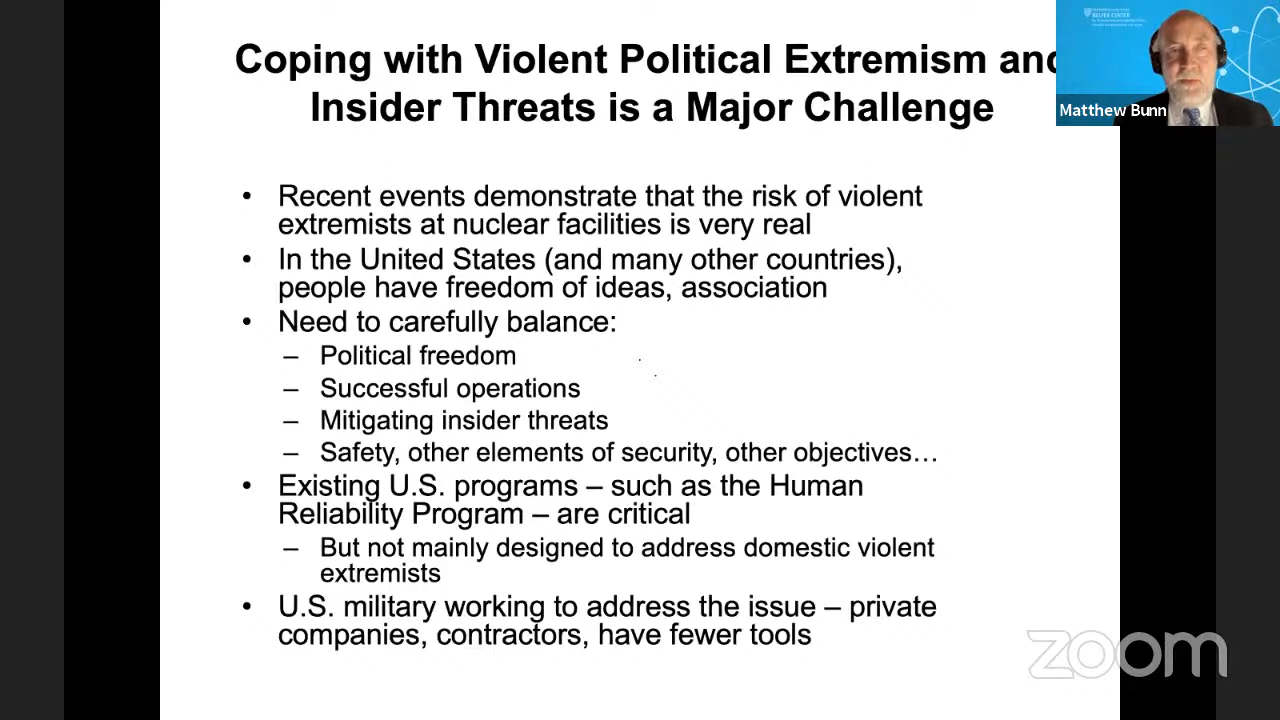 Coping with Violent Political Extremism and
Insider Threats is a Major Challenge
BELFER CENTER
Matthew Bunn
• Recent events demonstrate that the risk of violent
extremists at nuclear facilities is very real
• In the United States (and many other countries),
people have freedom of ideas, association
• Need to carefully balance:
– Political freedom
– Successful operations
– Mitigating insider threats
– Safety, other elements of security, other objectives…
• Existing U.S. programs – such as the Human
Reliability Program – are critical
– But not mainly designed to address domestic violent
extremists
• U.S. military working to address the issue – private
companies, contractors, have fewer tools
zoom